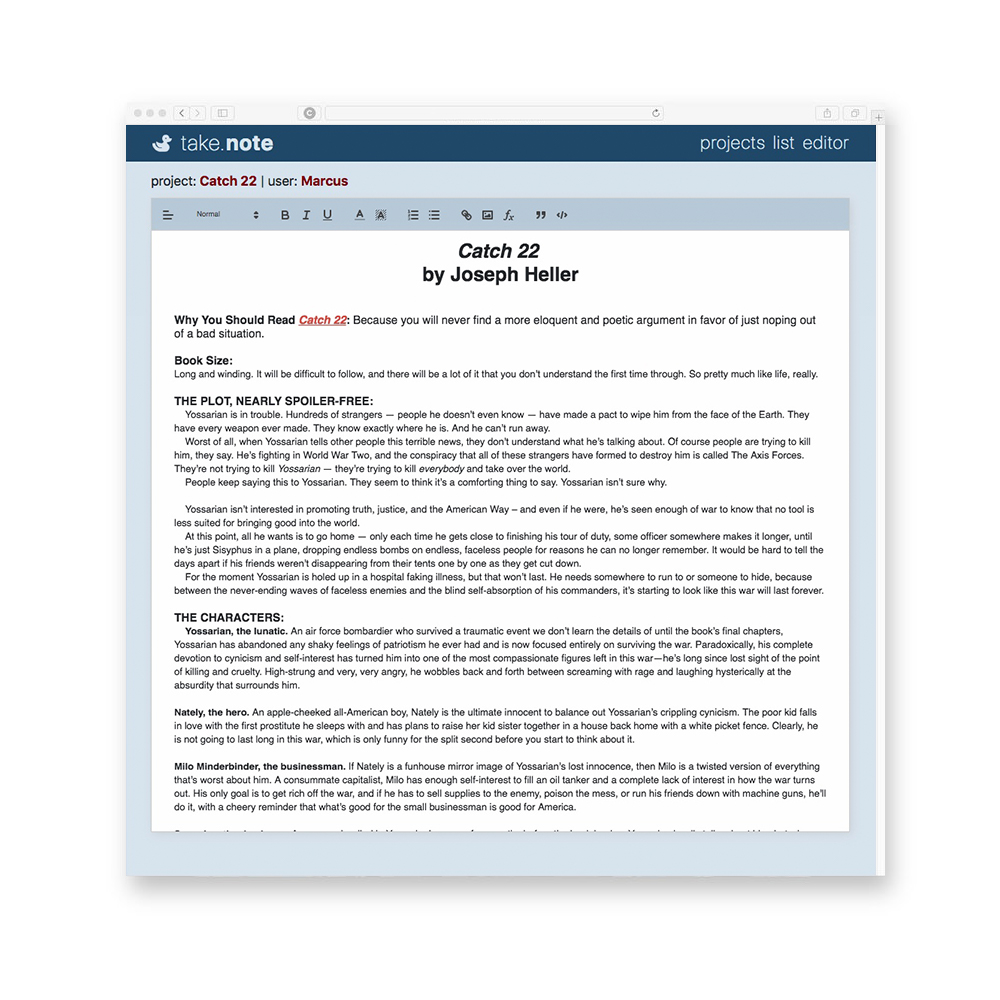 take.note
projects list editor
project: Catch 22 | user: Marcus
Normal
Catch 22
by Joseph Heller
Why You Should Read Catch 22: Because you will never find a more eloquent and poetic argument in favor of just noping out
of a bad situation.
Book Size:
Long and winding. It will be difficult to follow, and there will be a lot of it that you don't understand the first time through. So pretty much like life, really.
THE PLOT, NEARLY SPOILER-FREE:
Yossarian is in trouble. Hundreds of strangers — people he doesn't even know — have made a pact to wipe him from the face of the Earth. They
have every weapon ever made. They know exactly where he is. And he can't run away.
Worst of all, when Yossarian tells other people this terrible news, they don't understand what he's talking about. Of course people are trying to kill
him, they say. He's fighting in World War Two, and the conspiracy that all of these strangers have formed to destroy him is called The Axis Forces.
They're not trying to kill Yossarian — they're trying to kill everybody and take over the world.
People keep saying this to Yossarian. They seem to think it's a comforting thing to say. Yossarian isn't sure why.
Yossarian isn't interested in promoting truth, justice, and the American Way – and even if he were, he's seen enough of war to know that no tool is
less suited for bringing good into the world.
At this point, all he wants is to go home — only each time he gets close to finishing his tour of duty, some officer somewhere makes it longer, until
he's just Sisyphus in a plane, dropping endless bombs on endless, faceless people for reasons he can no longer remember. It would be hard to tell the
days apart if his friends weren't disappearing from their tents one by one as they get cut down.
For the moment Yossarian is holed up in a hospital faking illness, but that won't last. He needs somewhere to run to or someone to hide, because
between the never-ending waves of faceless enemies and the blind self-absorption of his commanders, it's starting to look like this war will last forever.
THE CHARACTERS:
Yossarian, the lunatic. An air force bombardier who survived a traumatic event we don't learn the details of until the book's final chapters,
Yossarian has abandoned any shaky feelings of patriotism he ever had and is now focused entirely on surviving the war. Paradoxically, his complete
devotion to cynicism and self-interest has turned him into one of the most compassionate figures left in this war—he's long since lost sight of the point
of killing and cruelty. High-strung and very, very angry, he wobbles back and forth between screaming with rage and laughing hysterically at the
absurdity that surrounds him.
Nately, the hero. An apple-cheeked all-American boy, Nately is the ultimate innocent to balance out Yossarian's crippling cynicism. The poor kid falls
in love with the first prostitute he sleeps with and has plans to raise her kid sister together in a house back home with a white picket fence. Clearly, he
is not going to last long in this war, which is only funny for the split second before you start to think about it.
Milo Minderbinder, the businessman. If Nately is a funhouse mirror image of Yossarian's lost innocence, then Milo is a twisted version of everything
that's worst about him. A consummate capitalist, Milo has enough self-interest to fill an oil tanker and a complete lack of interest in how the war turns
out. His only goal is to get rich off the war, and if he has to sell supplies to the enemy, poison the mess, or run his friends down with machine guns, he'll
do it, with a cheery reminder that what's good for the small businessman is good for America.